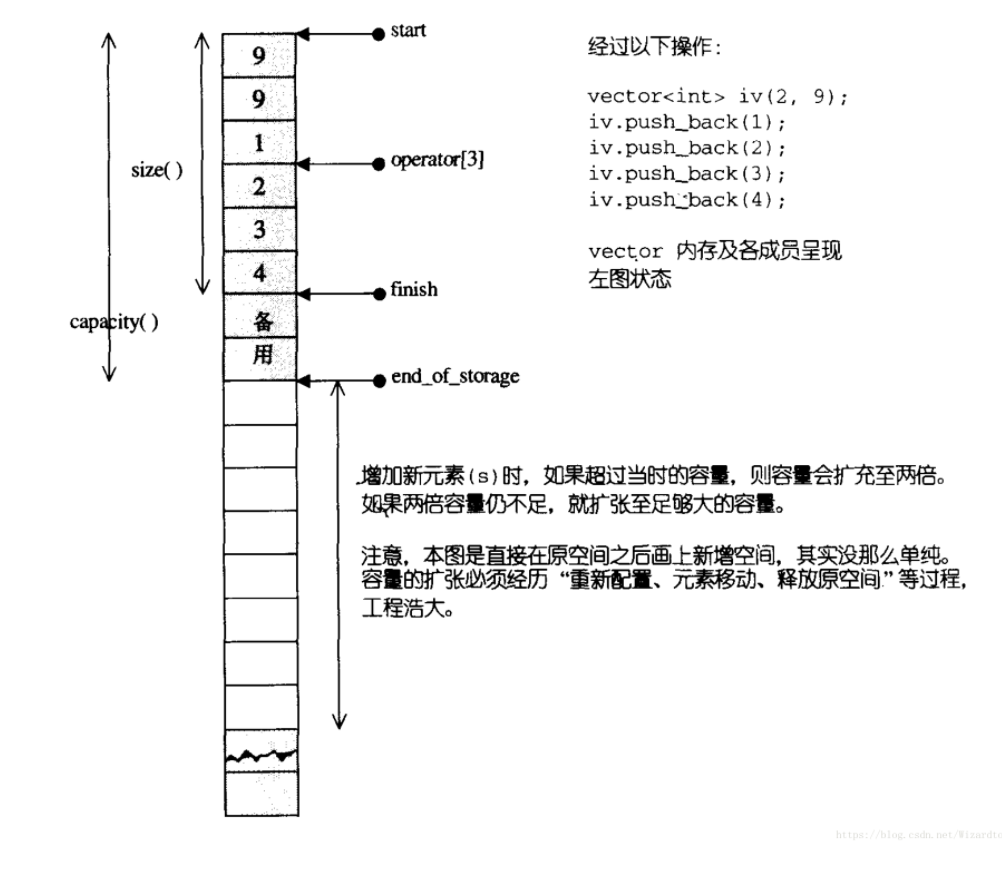 start
9
9
1
operator[3]
size( )
2
3
4
finish
capacity( )
备
用
end_of_storage
经过以下操作:
vector<int> iv(2, 9);
iv.push_back(1);
iv.push_back(2);
iv.push_back(3);
iv.push_back(4);
vector 内存及各成员呈现
左图状态
增加新元素(s)时，如果超过当时的容量，则容量会扩充至两倍。
如果两倍容量仍不足，就扩张至足够大的容量。
注意，本图是直接在原空间之后画上新增空间，其实没那么单纯。
容量的扩张必须经历“重新配置、元素移动、释放原空间”等过程，
工程浩大。
https://blog.csdn.net/Wizardtc